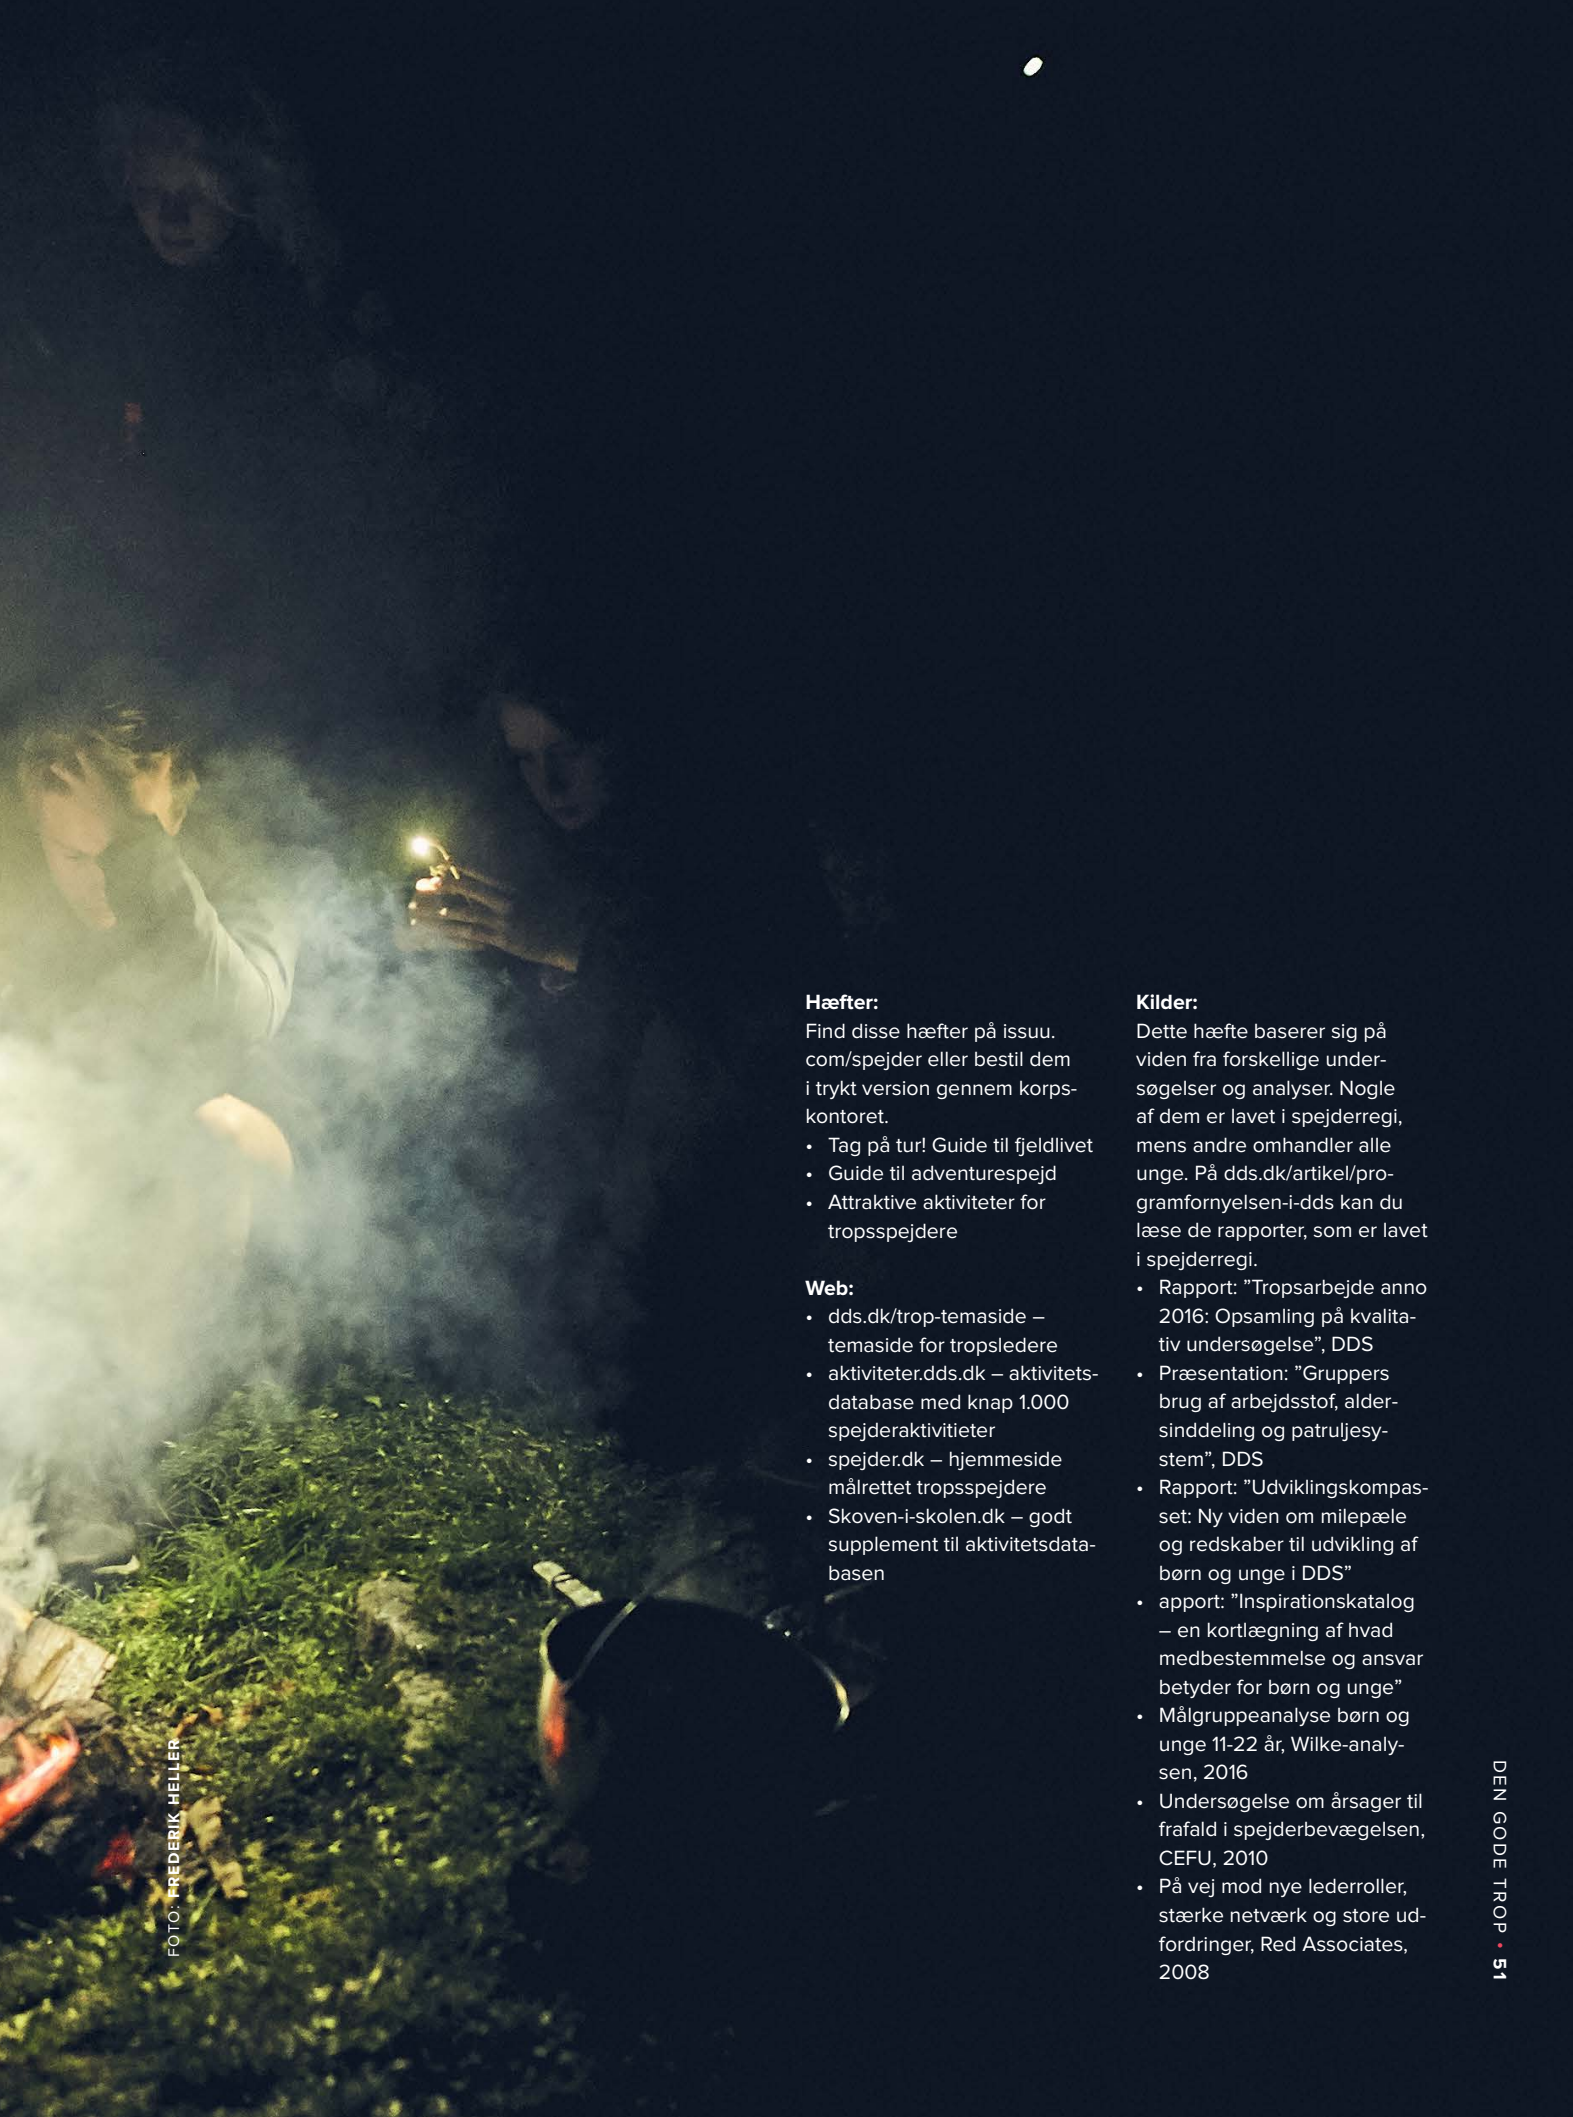 Hæfter:
Find disse hæfter på issuu.
com/spejder eller bestil dem
i trykt version gennem korps-
kontoret.
• Tag på tur! Guide til fjeldlivet
• Guide til adventurespejd
• Attraktive aktiviteter for
tropsspejdere
Web:
• dds.dk/trop-temaside –
temaside for tropsledere
• aktiviteter.dds.dk – aktivitets-
database med knap 1.000
spejderaktivitieter
• spejder.dk – hjemmeside
målrettet tropsspejdere
• Skoven-i-skolen.dk – godt
supplement til aktivitetsdata-
basen
Kilder:
Dette hæfte baserer sig på
viden fra forskellige under-
søgelser og analyser. Nogle
af dem er lavet i spejderregi,
mens andre omhandler alle
unge. På dds.dk/artikel/pro-
gramfornyelsen-i-dds kan du
læse de rapporter, som er lavet
i spejderregi.
• Rapport: ”Tropsarbejde anno
2016: Opsamling på kvalita-
tiv undersøgelse”, DDS
• Præsentation: ”Gruppers
brug af arbejdsstof, alder-
sinddeling og patruljesy-
stem”, DDS
• Rapport: ”Udviklingskompas-
set: Ny viden om milepæle
og redskaber til udvikling af
børn og unge i DDS”
• apport: ”Inspirationskatalog
– en kortlægning af hvad
medbestemmelse og ansvar
betyder for børn og unge”
• Målgruppeanalyse børn og
unge 11-22 år, Wilke-analy-
sen, 2016
• Undersøgelse om årsager til
frafald i spejderbevægelsen,
CEFU, 2010
• På vej mod nye lederroller,
stærke netværk og store ud-
fordringer, Red Associates,
2008
FOTO: FREDERIK HELLER
DEN GODE TROP • 51